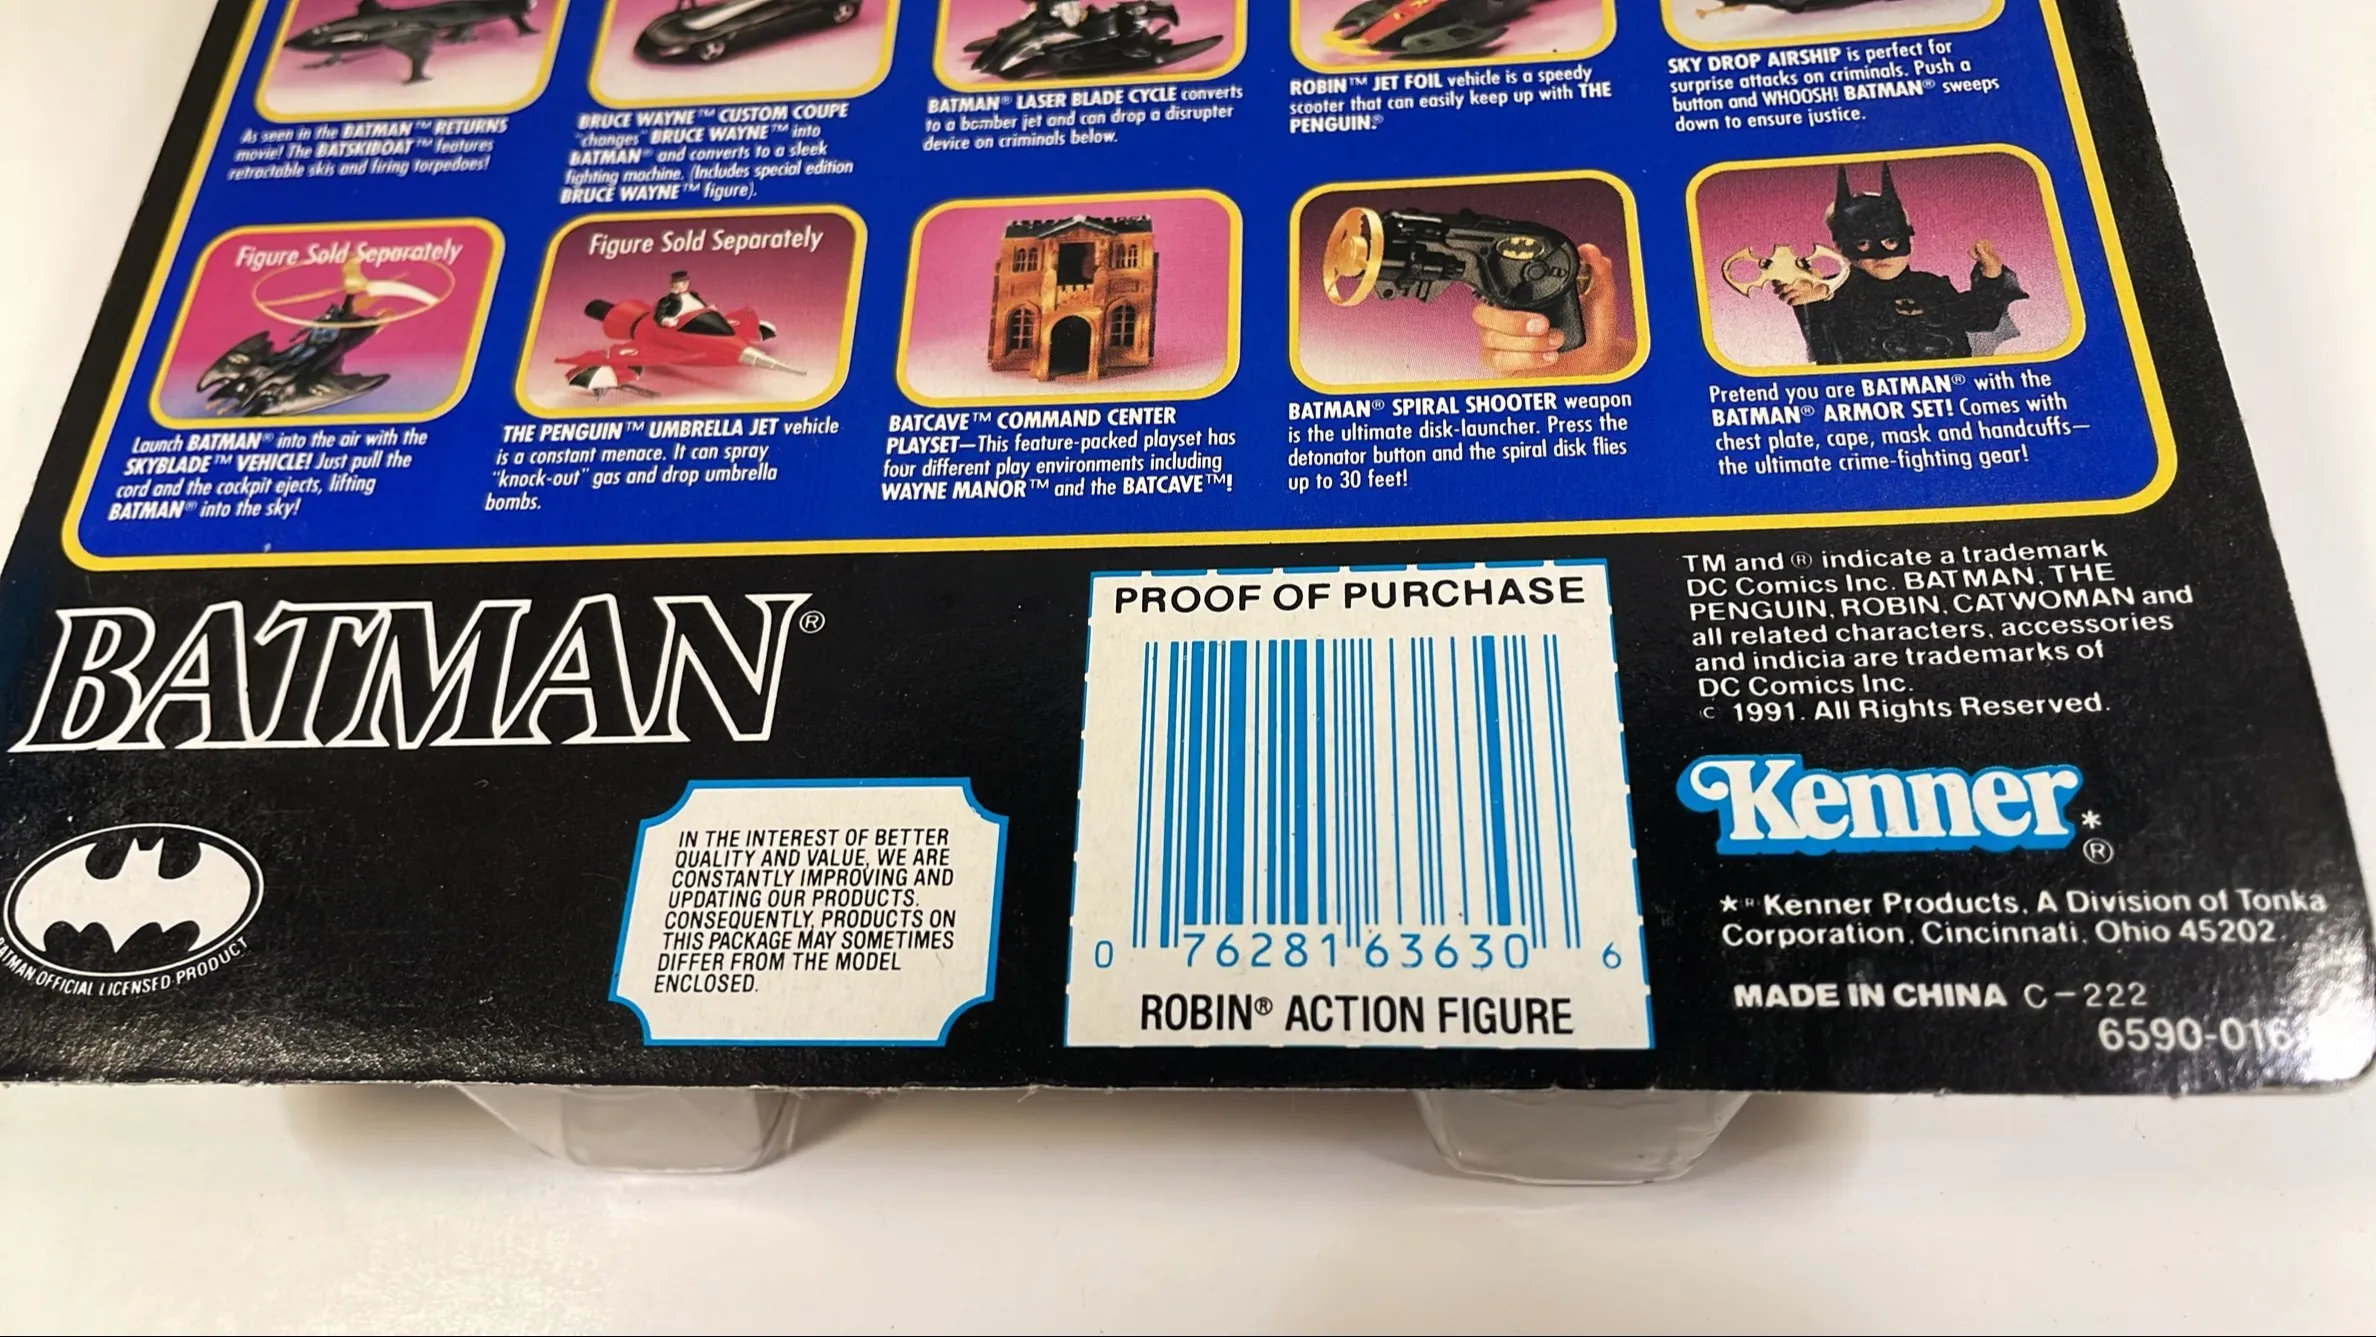 As seen in the BATMAN™ RETURNS
movie! The BATSKIBOAT™ features
retractable skis and firing torpedoes!
BRUCE WAYNE™ CUSTOM COUPE
"changes" BRUCE WAYNE™ into
BATMAN® and converts to a sleek
fighting machine. (Includes special edition
BRUCE WAYNE™ figure).
BATMAN® LASER BLADE CYCLE converts
to a bomber jet and can drop a disrupter
device on criminals below.
ROBIN™ JET FOIL vehicle is a speedy
scooter that can easily keep up with THE
PENGUIN.®
SKY DROP AIRSHIP is perfect for
surprise attacks on criminals. Push a
button and WHOOSH! BATMAN® sweeps
down to ensure justice.
Figure Sold Separately
Launch BATMAN® into the air with the
SKYBLADE™ VEHICLE! Just pull the
cord and the cockpit ejects, lifting
BATMAN® into the sky!
Figure Sold Separately
THE PENGUIN™ UMBRELLA JET vehicle
is a constant menace. It can spray
"knock-out" gas and drop umbrella
bombs.
BATCAVE™ COMMAND CENTER
PLAYSET—This feature-packed playset has
four different play environments including
WAYNE MANOR™ and the BATCAVE™!
BATMAN® SPIRAL SHOOTER weapon
is the ultimate disk-launcher. Press the
detonator button and the spiral disk flies
up to 30 feet!
Pretend you are BATMAN® with the
BATMAN® ARMOR SET! Comes with
chest plate, cape, mask and handcuffs—
the ultimate crime-fighting gear!
BATMAN®
BATMAN OFFICIAL LICENSED PRODUCT
IN THE INTEREST OF BETTER
QUALITY AND VALUE, WE ARE
CONSTANTLY IMPROVING AND
UPDATING OUR PRODUCTS.
CONSEQUENTLY, PRODUCTS ON
THIS PACKAGE MAY SOMETIMES
DIFFER FROM THE MODEL
ENCLOSED.
PROOF OF PURCHASE
0 76281 63630 6
ROBIN® ACTION FIGURE
TM and ® indicate a trademark
DC Comics Inc. BATMAN, THE
PENGUIN, ROBIN, CATWOMAN and
all related characters, accessories
and indicia are trademarks of
DC Comics Inc.
© 1991. All Rights Reserved.
Kenner*®
*® Kenner Products, A Division of Tonka
Corporation, Cincinnati, Ohio 45202.
MADE IN CHINA C-222
6590-016